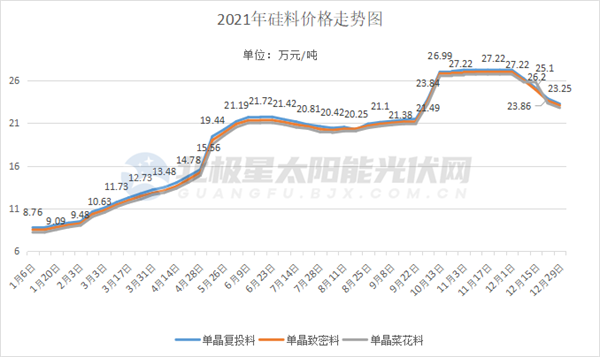 2021年硅料价格走势图
单位：万元/吨
26
21
16
11
6
8.76
9.09
9.48
10.63
11.73
12.73
13.48
14.78
15.56
19.44
21.19
21.72
21.42
20.81
20.42
20.25
21.1
21.38
21.49
23.84
26.99
27.22
27.22
27.22
26.2
25.1
23.86
23.25
北极星太阳能光伏网
GUANGFU.BJX.COM.CN
1月6日
1月20日
2月3日
3月3日
3月17日
3月31日
4月14日
4月28日
5月26日
6月9日
6月23日
7月14日
7月28日
8月11日
8月25日
9月8日
9月22日
10月13日
11月3日
11月17日
12月1日
12月15日
12月29日
单晶复投料 单晶致密料 单晶菜花料